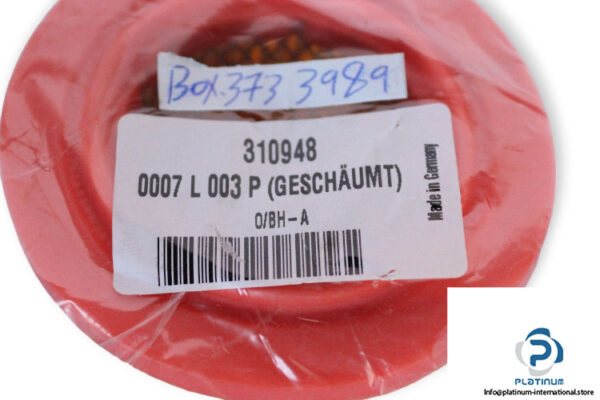 Box.373 3989
310948
0007 L 003 P (GESCHÄUMT)
O/BH-A
Made in Germany
PLATINUM
Info@platinum-international.store